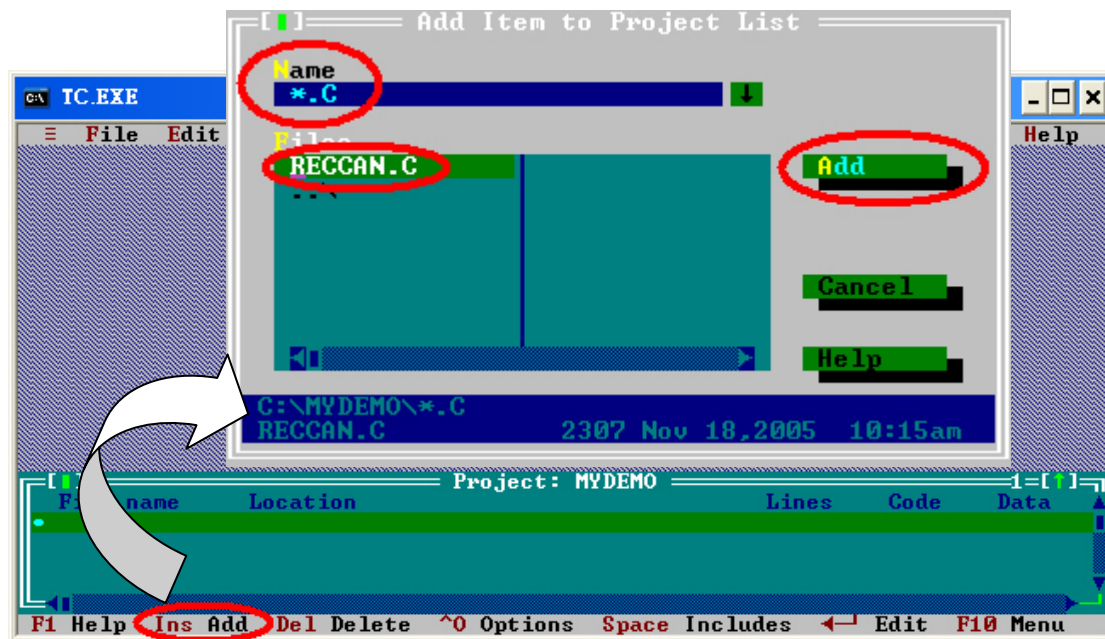 Add Item to Project List
Name
*.C
Files
RECCAN.C
..\
Add
Cancel
Help
C:\MYDEMO\*.C
RECCAN.C 2307 Nov 18,2005 10:15am
TC.EXE
≡ File Edit Help
Project: MYDEMO 1=[↑]
name Location Lines Code Data
F1 Help Ins Add Del Delete ^O Options Space Includes ◄─┘ Edit F10 Menu